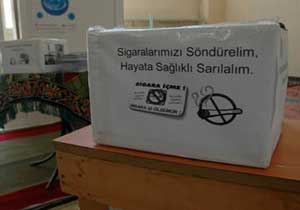 Sigaralarımızı Söndürelim,
Hayata Sağlıklı Sarılalım.
SİGARA İÇME !